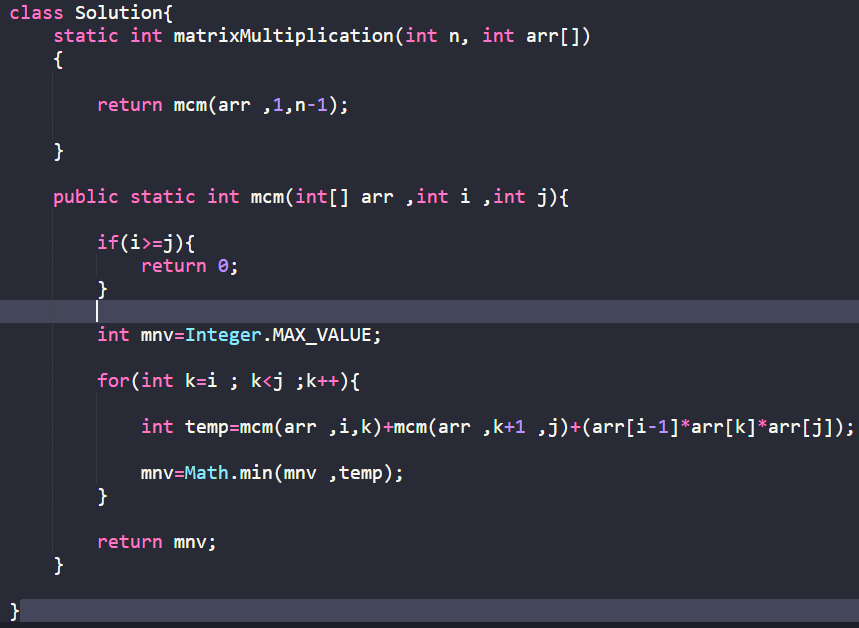 class Solution{
    static int matrixMultiplication(int n, int arr[])
    {
        return mcm(arr ,1,n-1);
    }
    public static int mcm(int[] arr ,int i ,int j){
        if(i>=j){
            return 0;
        }
        int mnv=Integer.MAX_VALUE;
        for(int k=i ; k<j ;k++){
            int temp=mcm(arr ,i,k)+mcm(arr ,k+1 ,j)+(arr[i-1]*arr[k]*arr[j]);
            mnv=Math.min(mnv ,temp);
        }
        return mnv;
    }
}